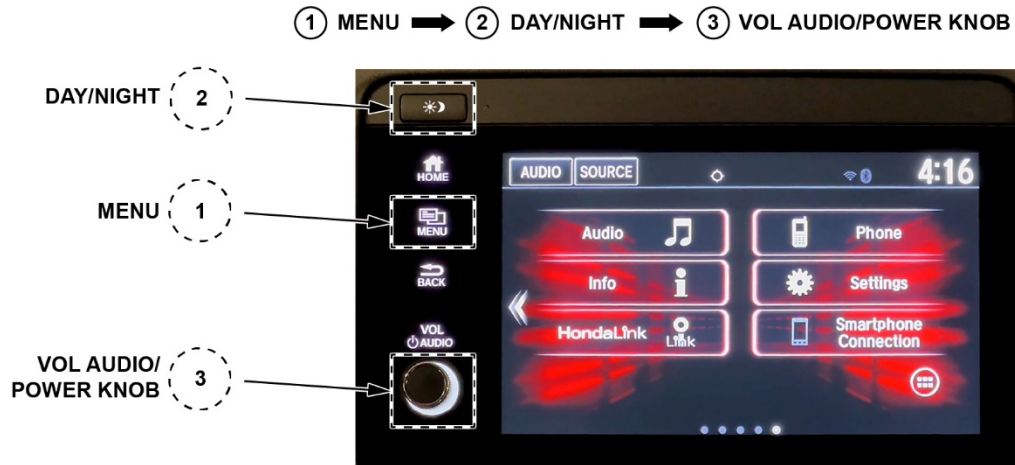 1 MENU ➡ 2 DAY/NIGHT ➡ 3 VOL AUDIO/POWER KNOB
DAY/NIGHT 2
HOME
AUDIO SOURCE 4:16
MENU 1
MENU
Audio Phone
BACK
Info Settings
VOL
AUDIO
HondaLink Link Smartphone
Connection
VOL AUDIO/
POWER KNOB 3